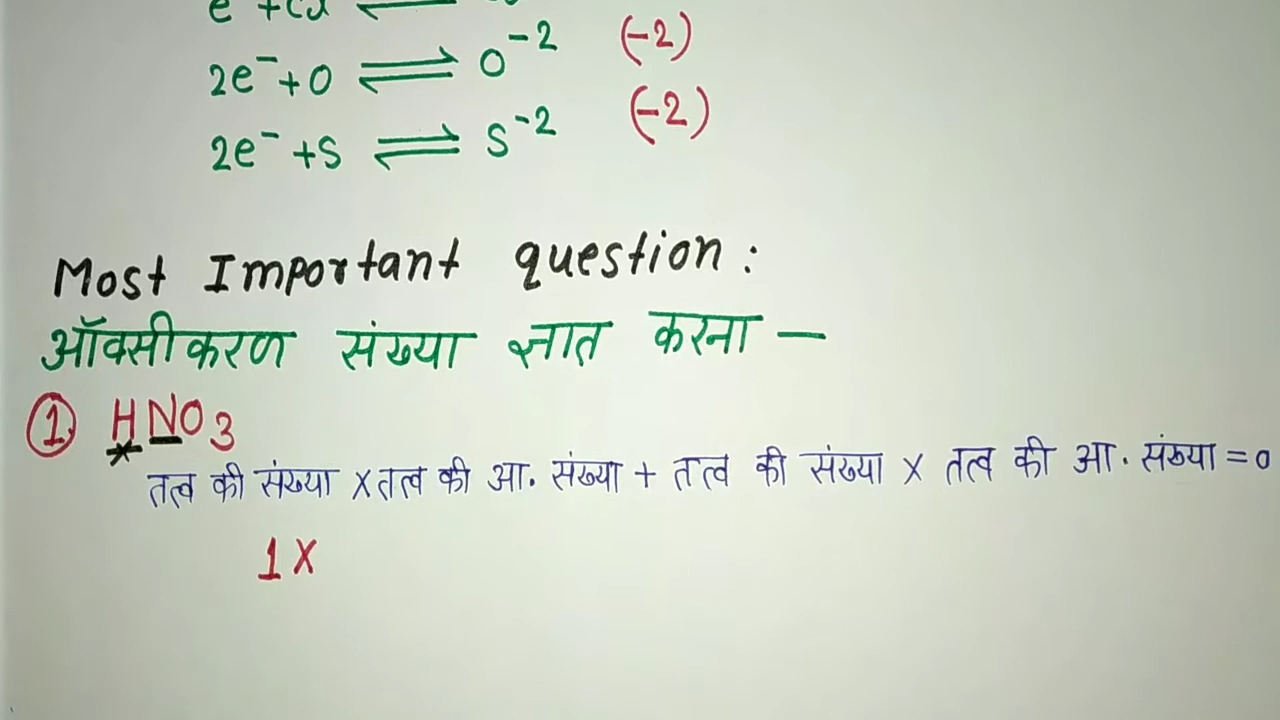 2e⁻+O ⇌ O⁻² (-2)
2e⁻+S ⇌ S⁻² (-2)
Most Important question :
ऑक्सीकरण संख्या ज्ञात करना —
① HNO₃
तत्व की संख्या × तत्व की आ. संख्या + तत्व की संख्या × तत्व की आ. संख्या = 0
1 ×